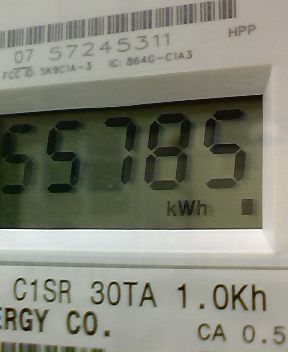 07 57245311 HPP
FCC ID: SK9C1A-3 IC: 864G-C1A3
55785
kWh
C1SR 30TA 1.0Kh
ERGY CO.
CA 0.5